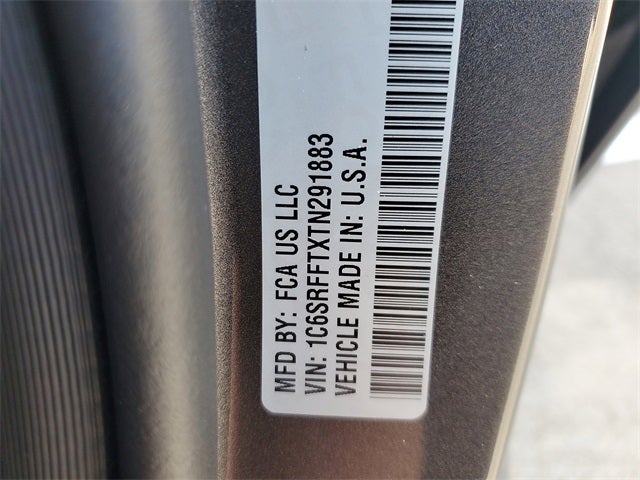 MFD BY: FCA US LLC
VIN: 1C6SRFFTXTN291883
VEHICLE MADE IN: U.S.A.